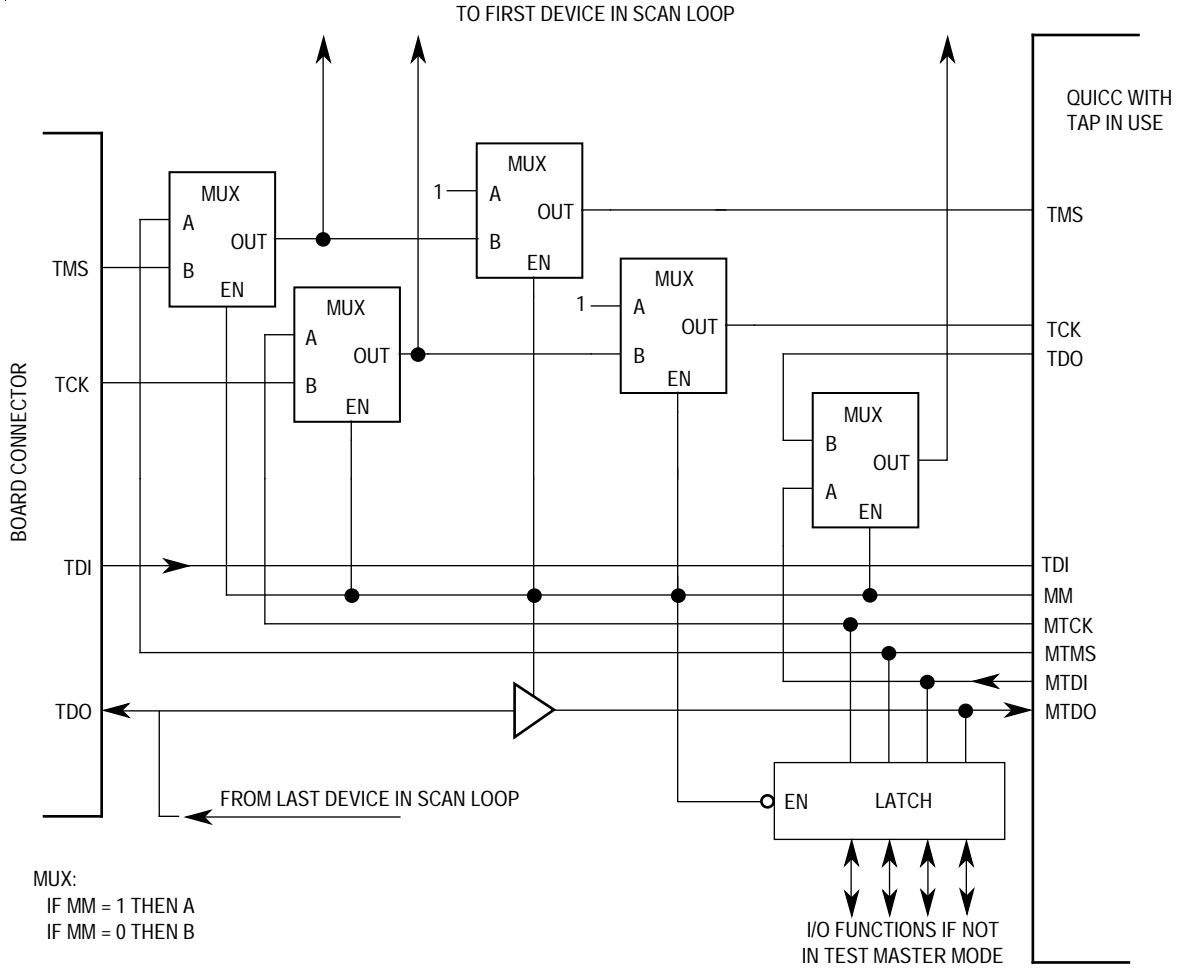 TO FIRST DEVICE IN SCAN LOOP
QUICC WITH
TAP IN USE
BOARD CONNECTOR
TMS
TCK
TDI
TDO
MUX
A
OUT
B
EN
MUX
A
OUT
B
EN
1
MUX
A
OUT
B
EN
1
MUX
A
OUT
B
EN
MUX
B
OUT
A
EN
TMS
TCK
TDO
TDI
MM
MTCK
MTMS
MTDI
MTDO
FROM LAST DEVICE IN SCAN LOOP
EN
LATCH
MUX:
IF MM = 1 THEN A
IF MM = 0 THEN B
I/O FUNCTIONS IF NOT
IN TEST MASTER MODE